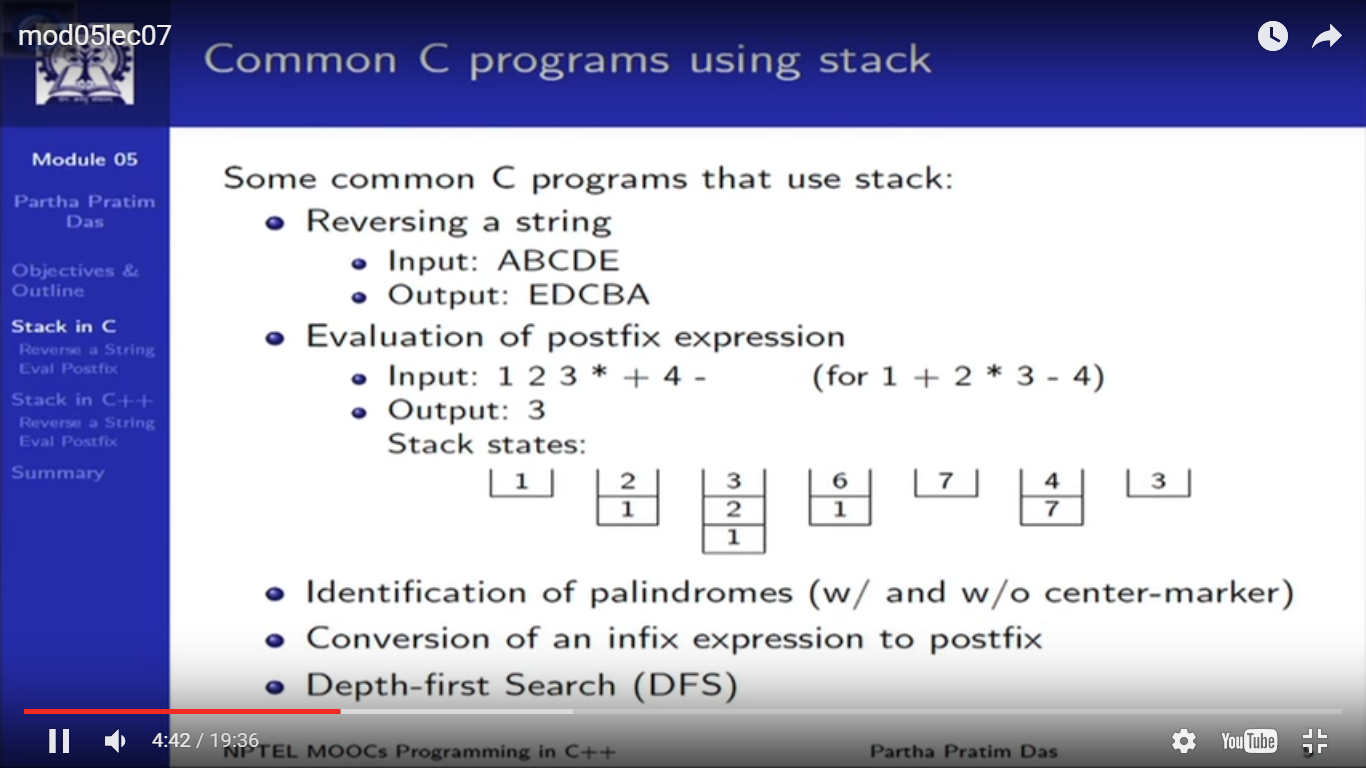 mod05lec07
Common C programs using stack
Module 05
Partha Pratim
Das
Objectives &
Outline
Stack in C
Reverse a String
Eval Postfix
Stack in C++
Reverse a String
Eval Postfix
Summary
Some common C programs that use stack:
Reversing a string
Input: ABCDE
Output: EDCBA
Evaluation of postfix expression
Input: 1 2 3 * + 4 - (for 1 + 2 * 3 - 4)
Output: 3
Stack states:
1 2 3 6 7 4 3
1 2 1 7
1
Identification of palindromes (w/ and w/o center-marker)
Conversion of an infix expression to postfix
Depth-first Search (DFS)
4:42 / 19:36
YouTube
NPTEL MOOCs Programming in C++ Partha Pratim Das